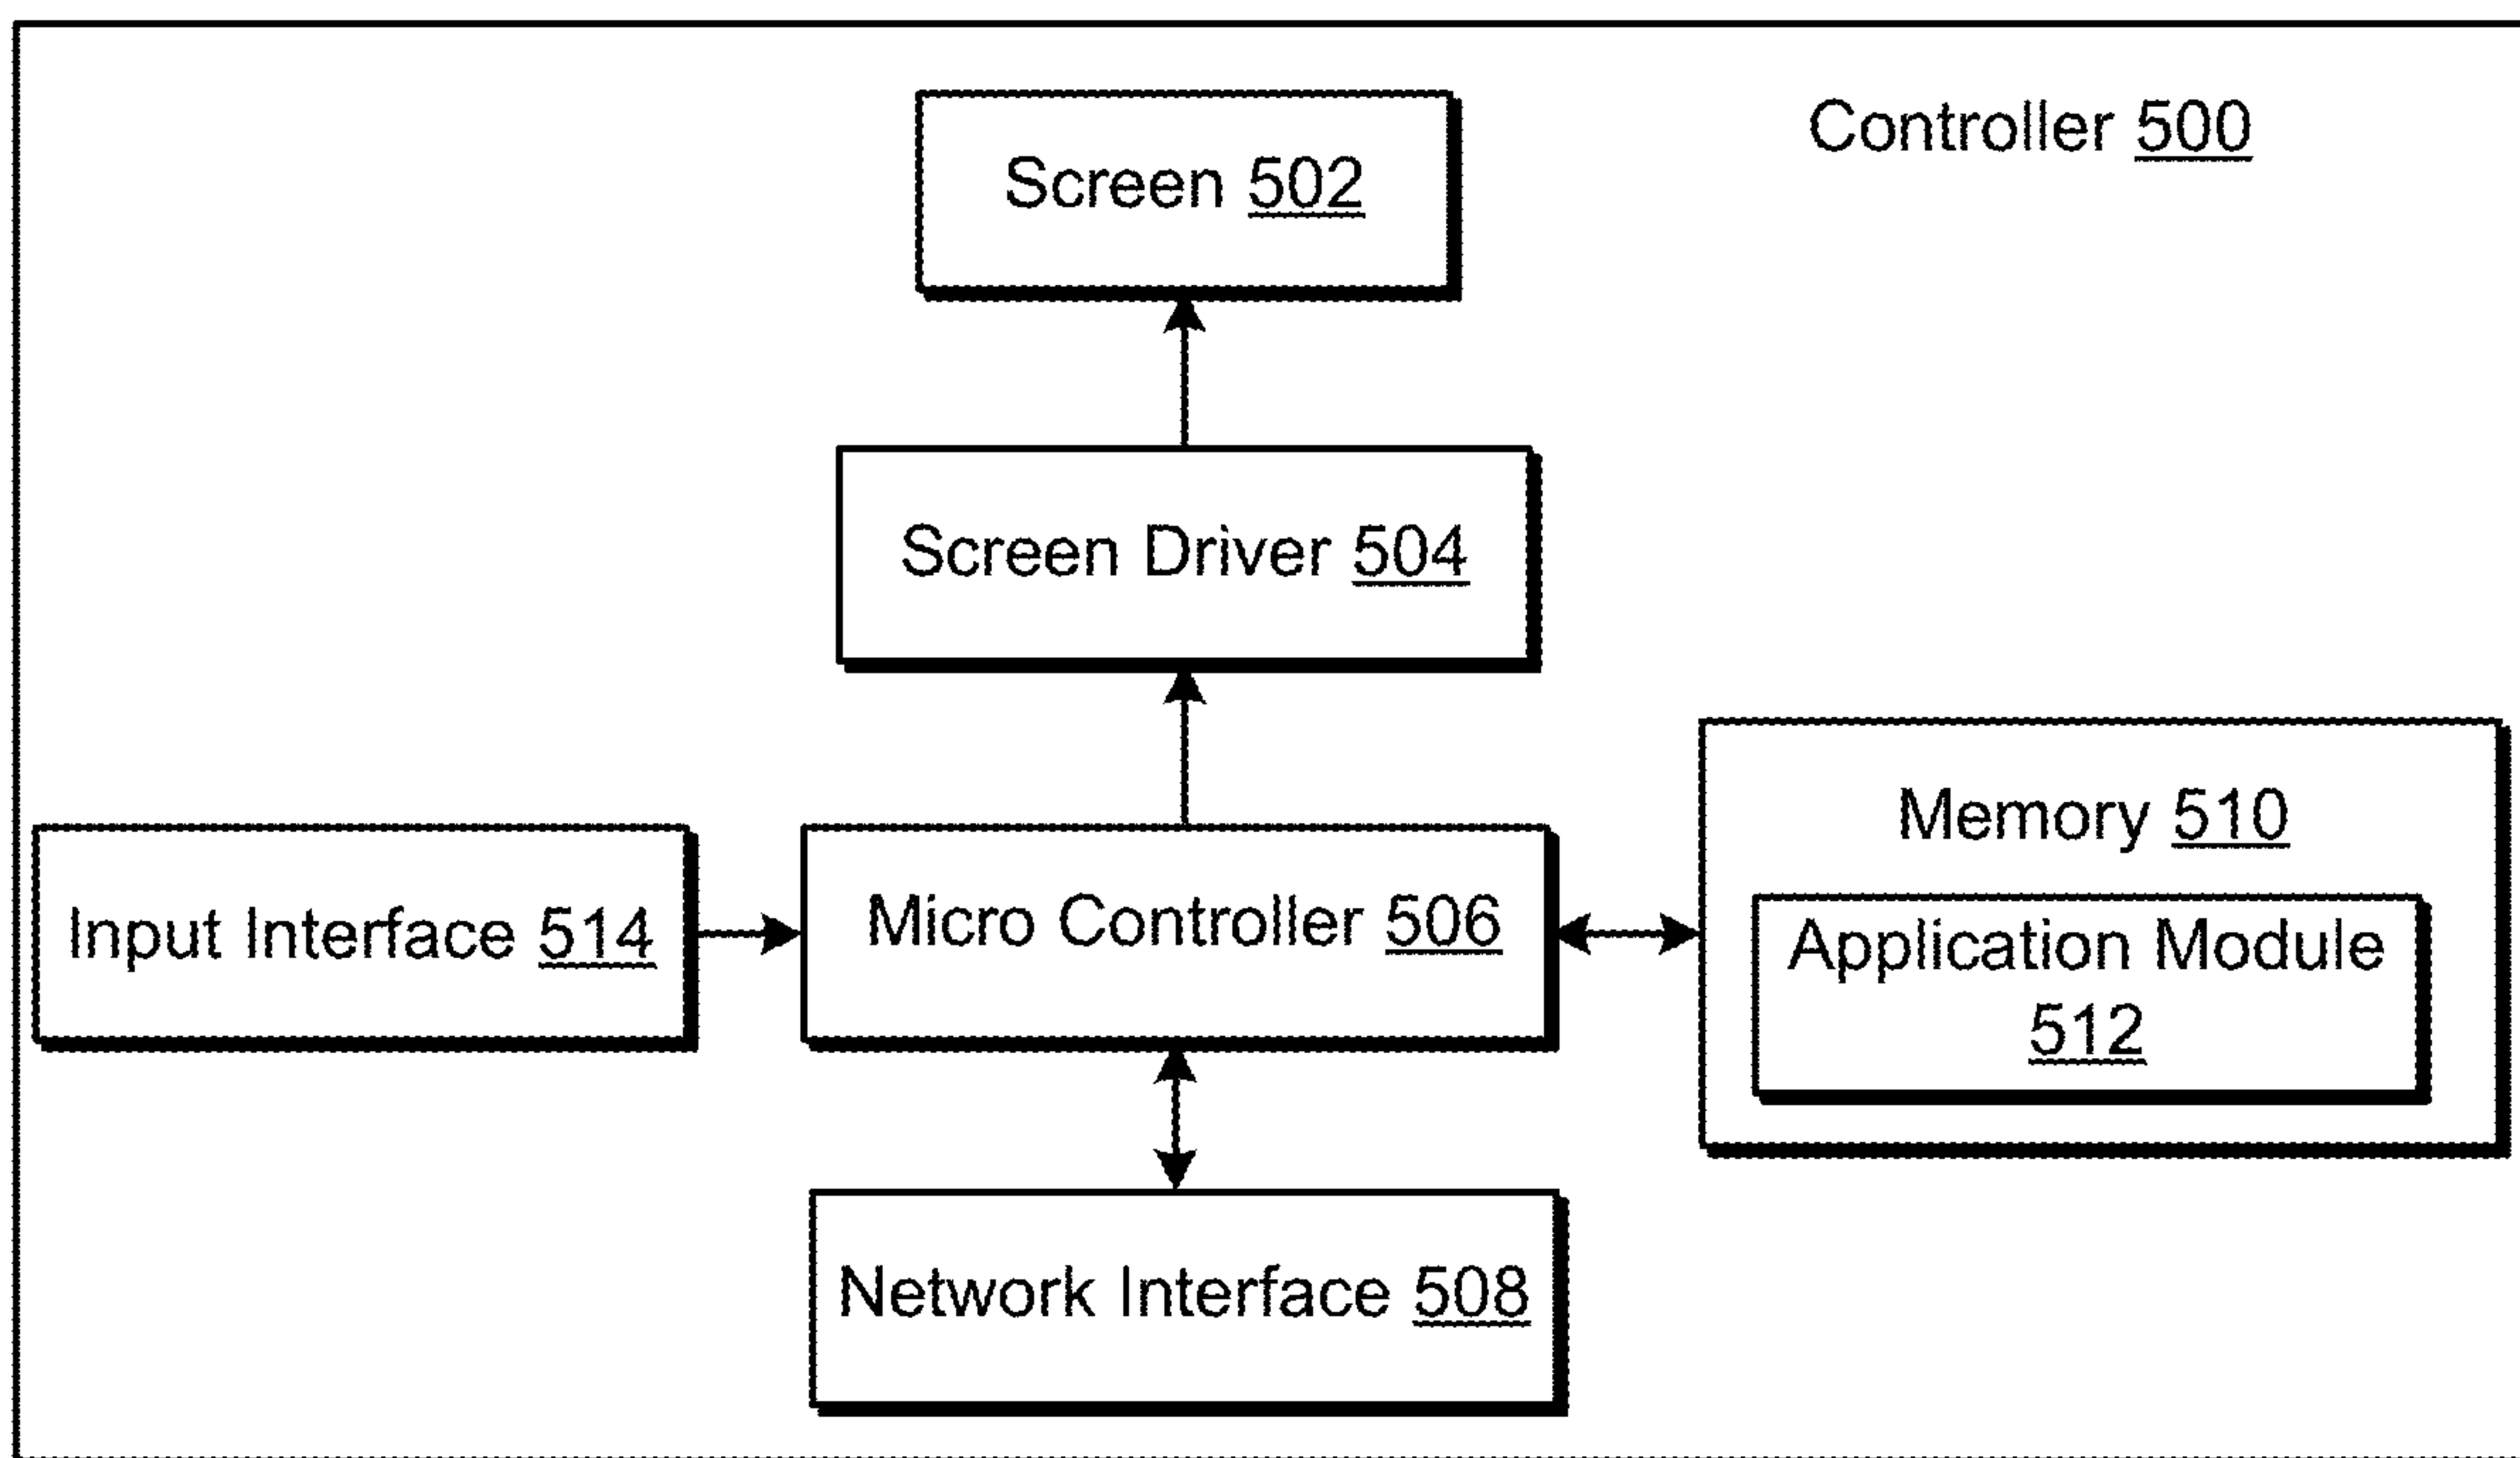 Controller 500
Screen 502
Screen Driver 504
Memory 510
Input Interface 514
Micro Controller 506
Application Module
512
Network Interface 508